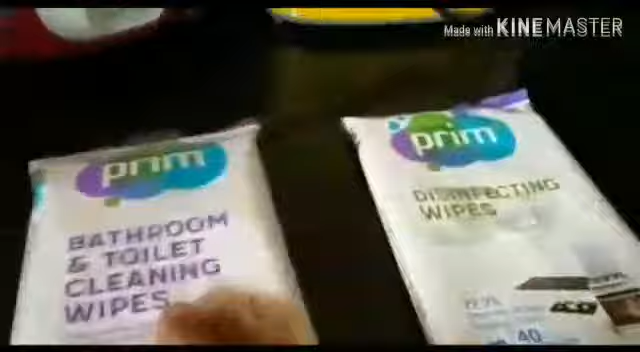 Made with KINEMASTER
prim
BATHROOM
& TOILET
CLEANING
WIPES
prim
DISINFECTING
WIPES
40